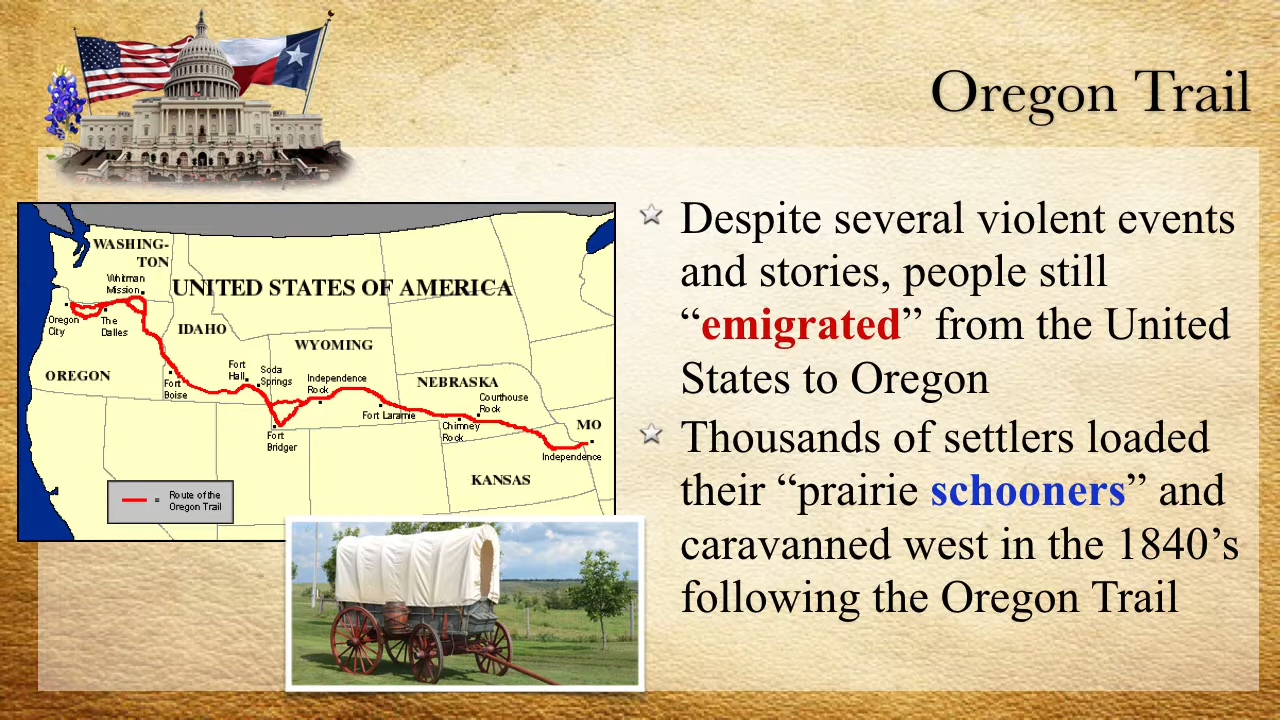 Oregon Trail
WASHING-
TON
Whitman
Mission
UNITED STATES OF AMERICA
Oregon
City
The
Dalles
IDAHO
WYOMING
OREGON
Fort
Boise
Fort
Hall
Soda
Springs
Independence
Rock
NEBRASKA
Courthouse
Rock
Fort Laramie
Chimney
Rock
MO
Fort
Bridger
Independence
KANSAS
Route of the
Oregon Trail
Despite several violent events
and stories, people still
“emigrated” from the United
States to Oregon
Thousands of settlers loaded
their “prairie schooners” and
caravanned west in the 1840’s
following the Oregon Trail